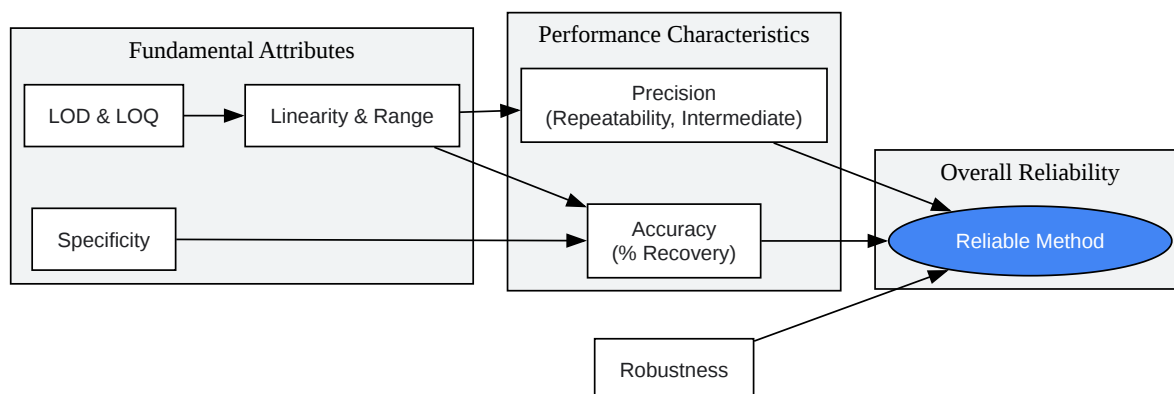 Fundamental Attributes
LOD & LOQ
Linearity & Range
Specificity
Performance Characteristics
Precision
(Repeatability, Intermediate)
Accuracy
(% Recovery)
Overall Reliability
Reliable Method
Robustness